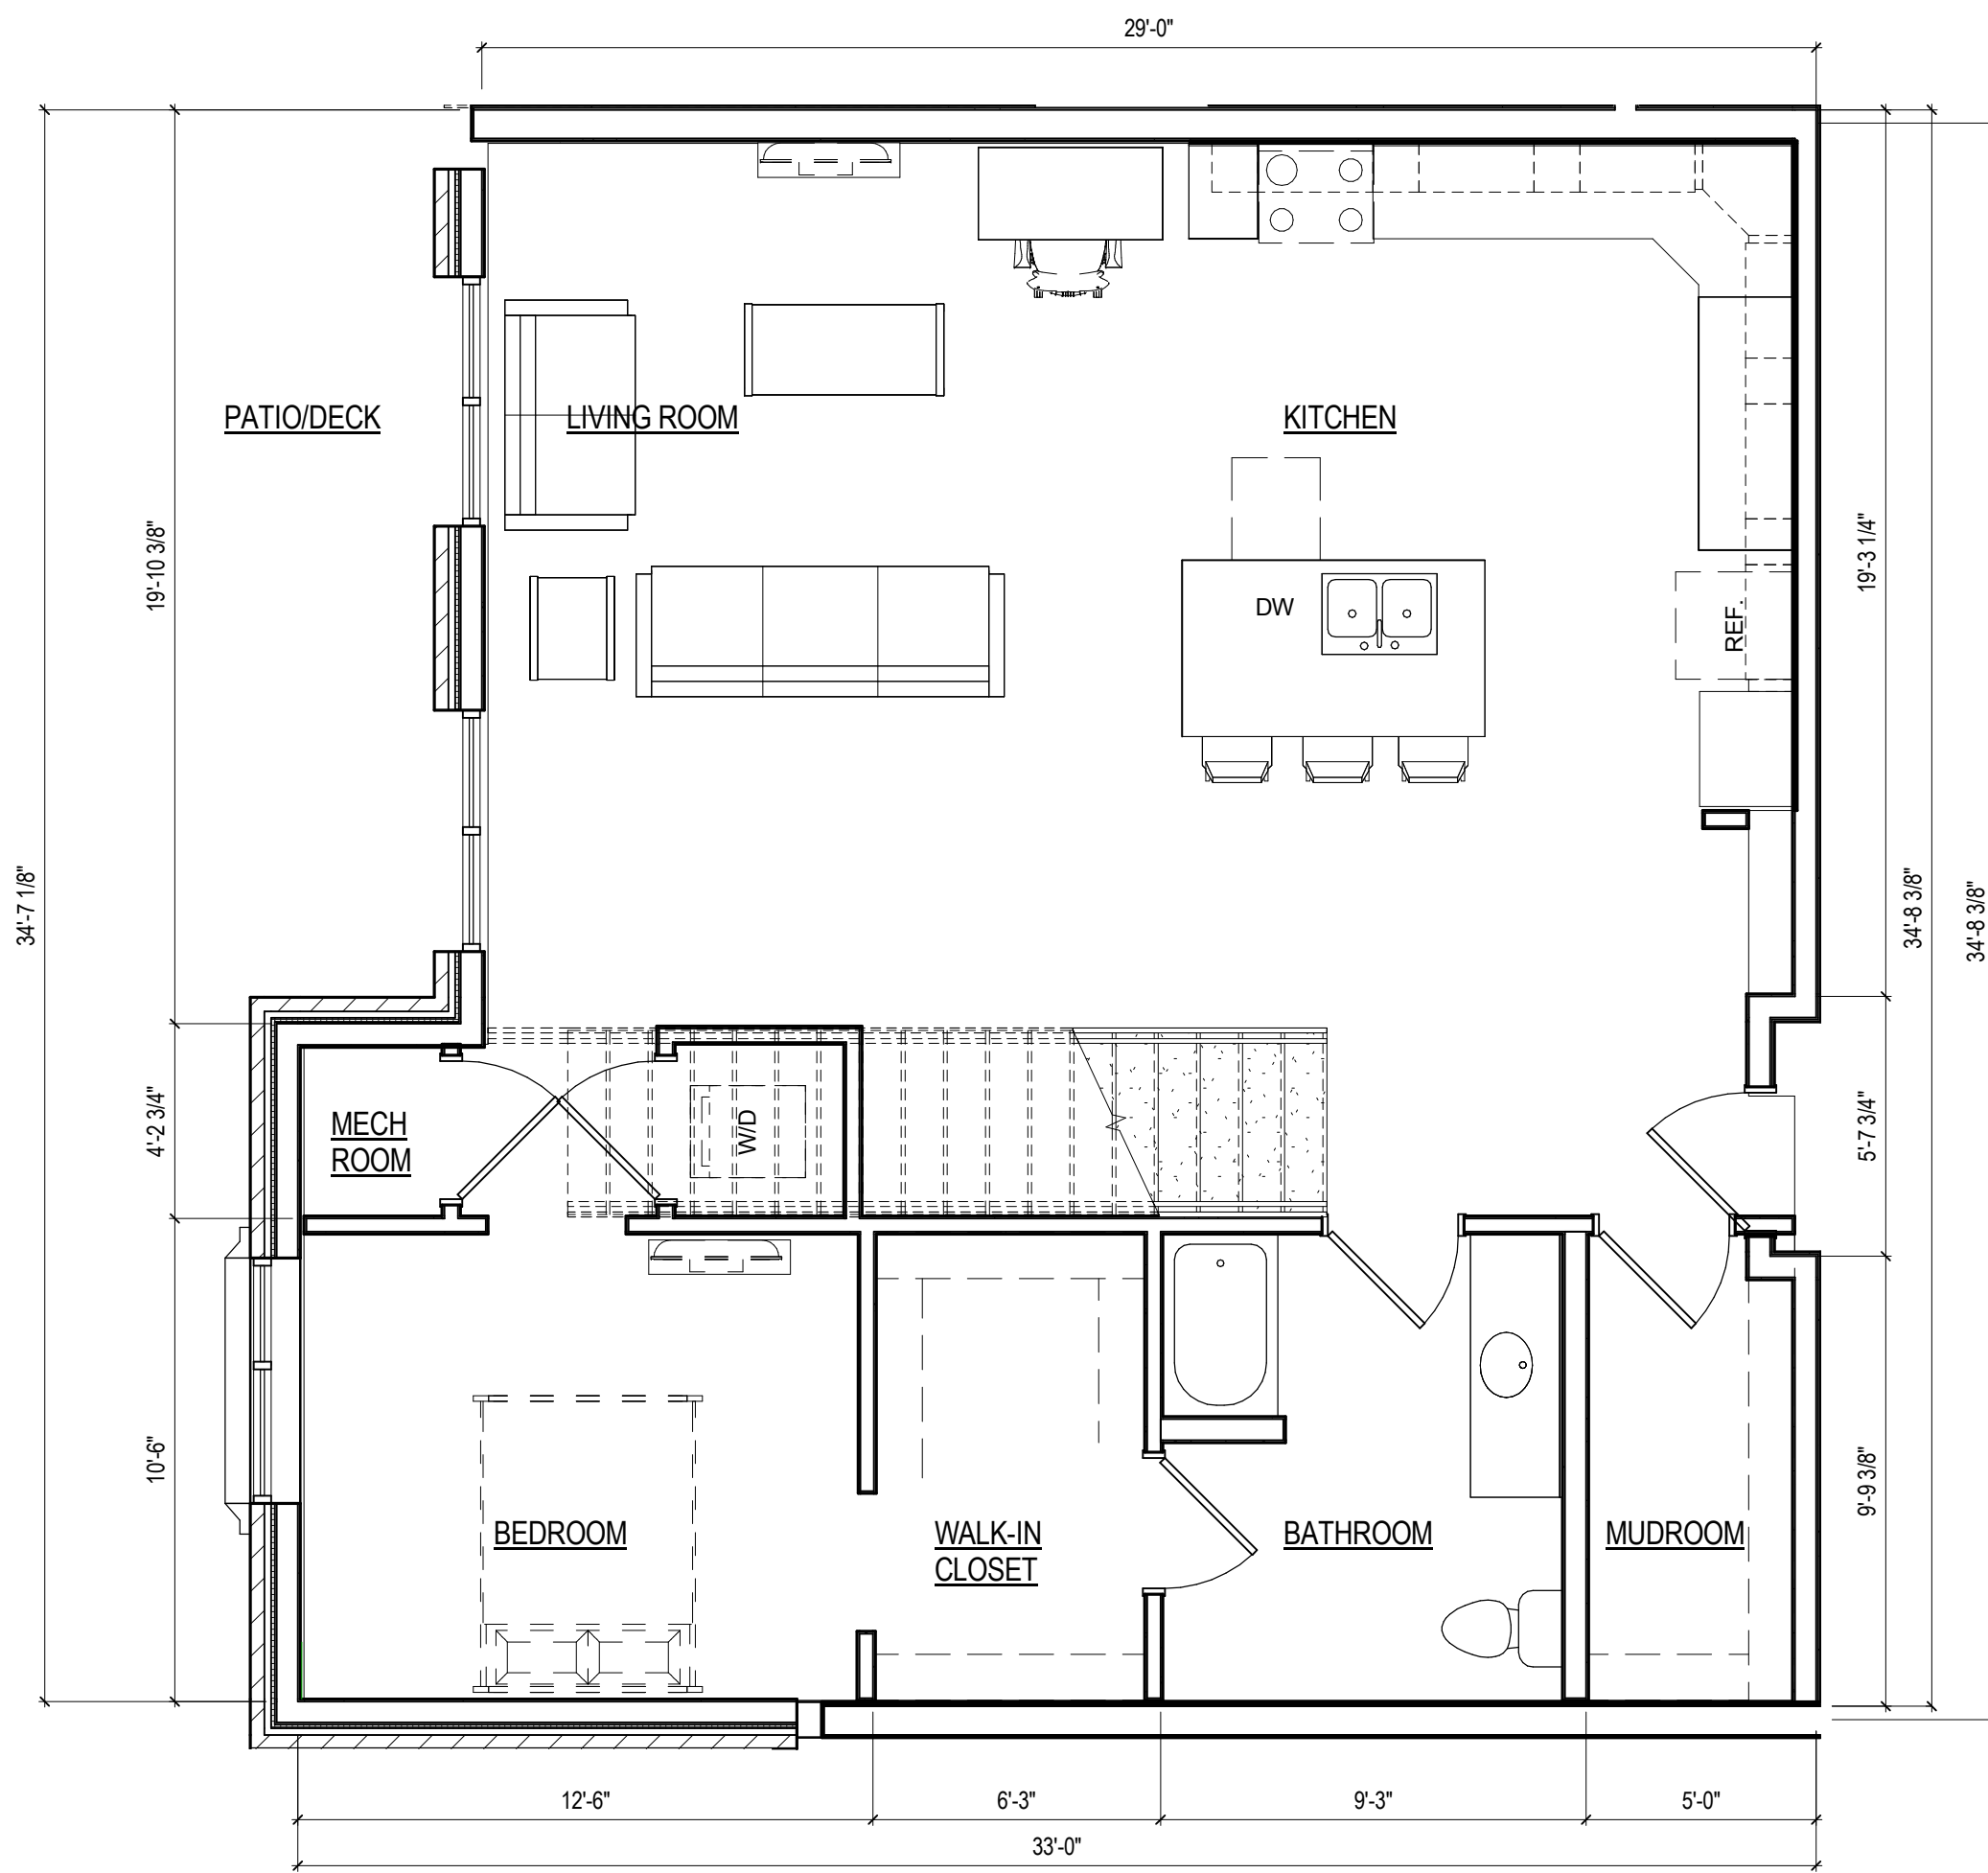 29'-0"
PATIO/DECK
LIVING ROOM
KITCHEN
19'-10 3/8"
19'-3 1/4"
DW
REF.
34'-7 1/8"
34'-8 3/8"
34'-8 3/8"
MECH
ROOM
W/D
4'-2 3/4"
5'-7 3/4"
10'-6"
9'-9 3/8"
BEDROOM
WALK-IN
CLOSET
BATHROOM
MUDROOM
12'-6"
6'-3"
9'-3"
5'-0"
33'-0"